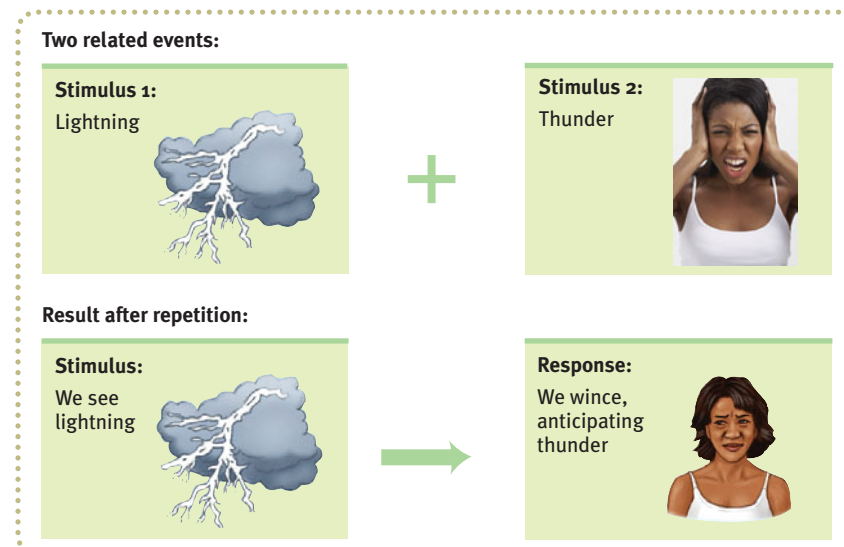 Two related events:
Stimulus 1:
Lightning
Stimulus 2:
Thunder
Result after repetition:
Stimulus:
We see
lightning
Response:
We wince,
anticipating
thunder